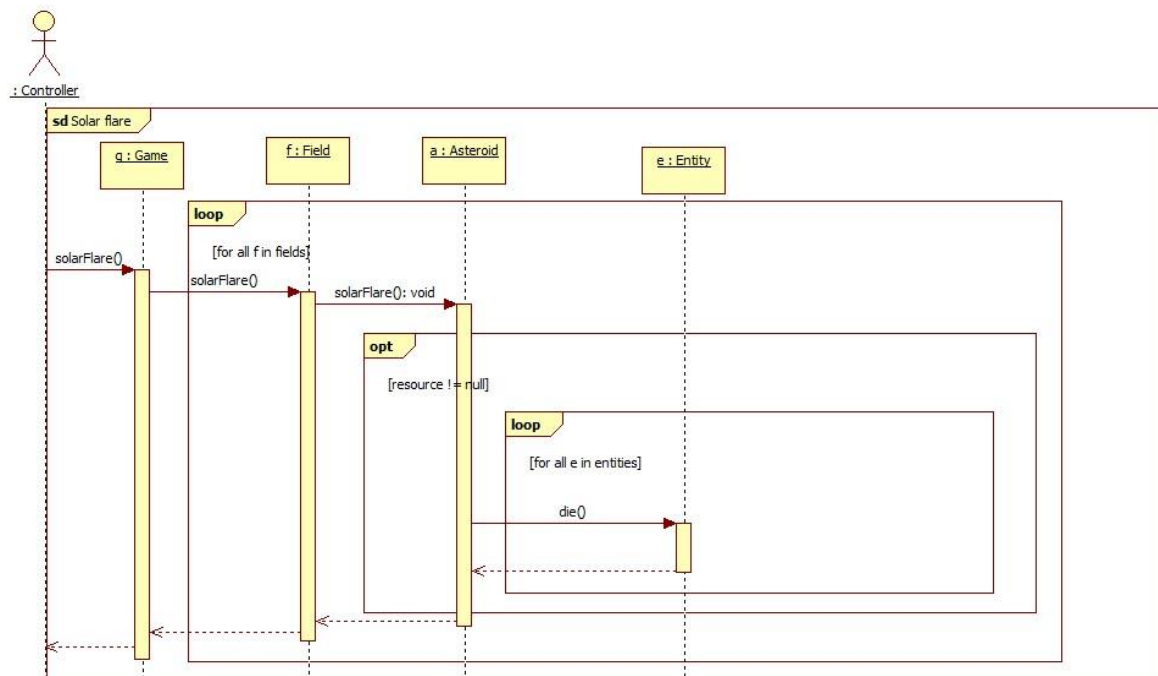 : Controller
sd Solar flare
g : Game
f : Field
a : Asteroid
e : Entity
loop
[for all f in fields]
solarFlare()
solarFlare()
solarFlare(): void
opt
[resource != null]
loop
[for all e in entities]
die()